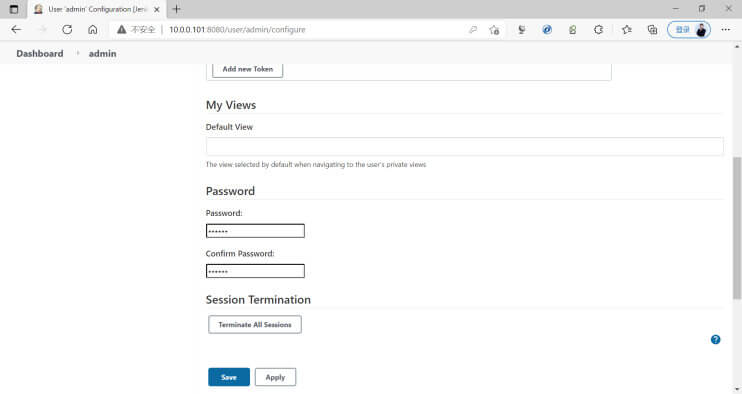 User 'admin' Configuration [Jen
不安全 | 10.0.0.101:8080/user/admin/configure
登录
Dashboard admin
Add new Token
My Views
Default View
The view selected by default when navigating to the user's private views
Password
Password:
••••••
Confirm Password:
••••••
Session Termination
Terminate All Sessions
?
Save Apply